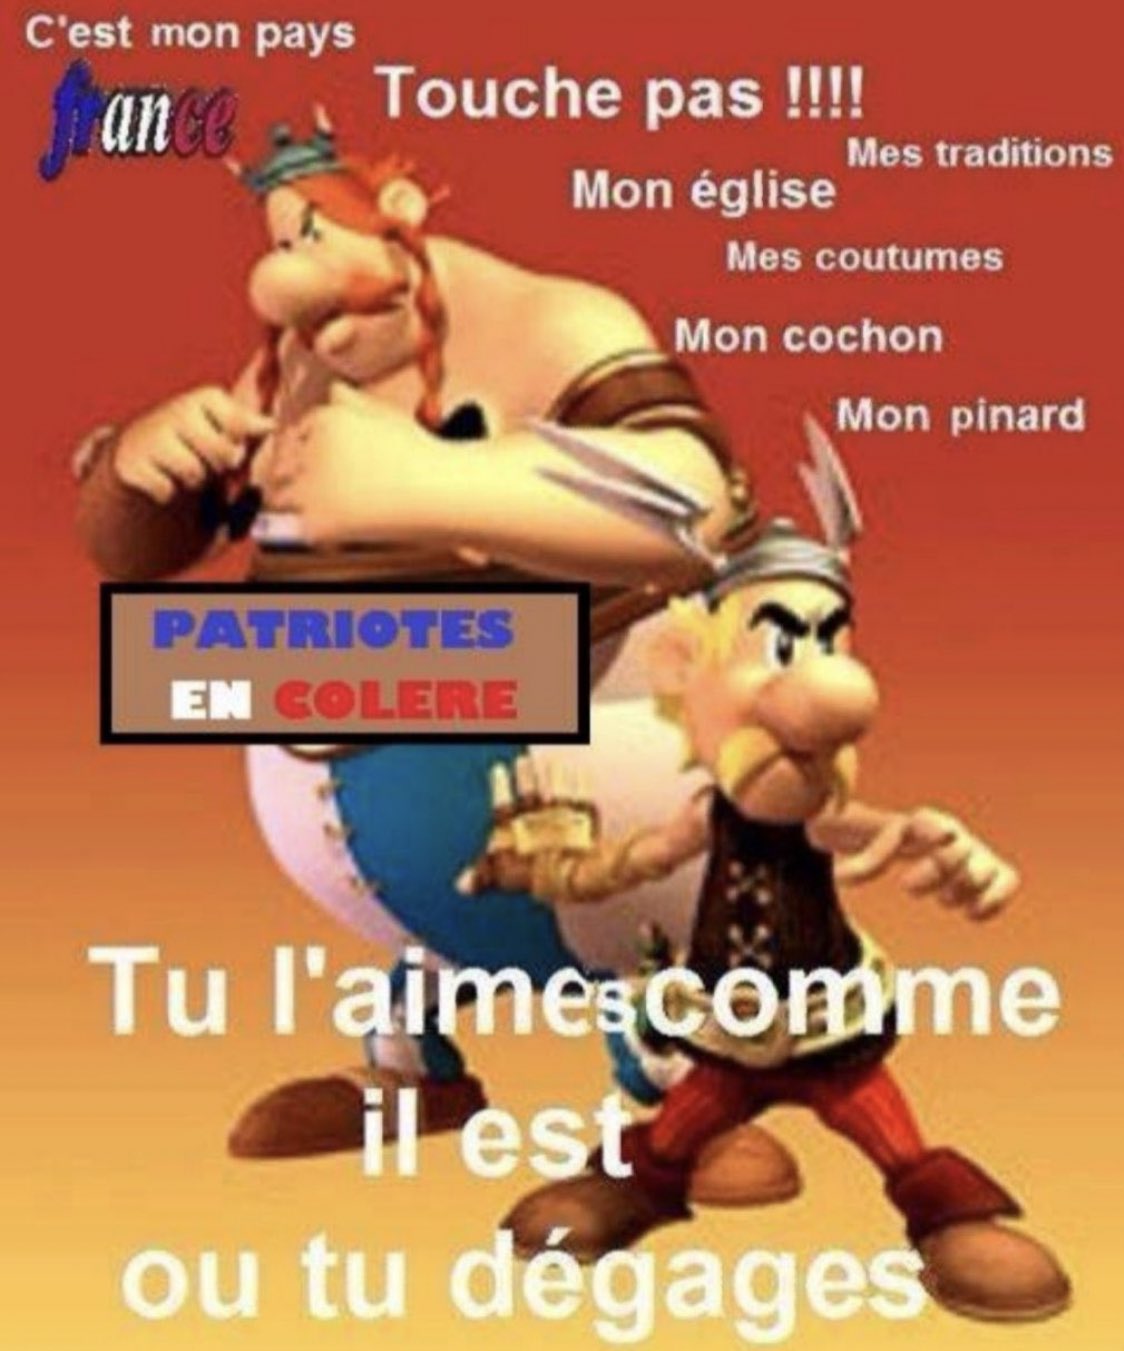 C'est mon pays
france
Touche pas !!!!
Mes traditions
Mon église
Mes coutumes
Mon cochon
Mon pinard
PATRIOTES
EN COLERE
Tu l'aimes comme
il est
ou tu dégages